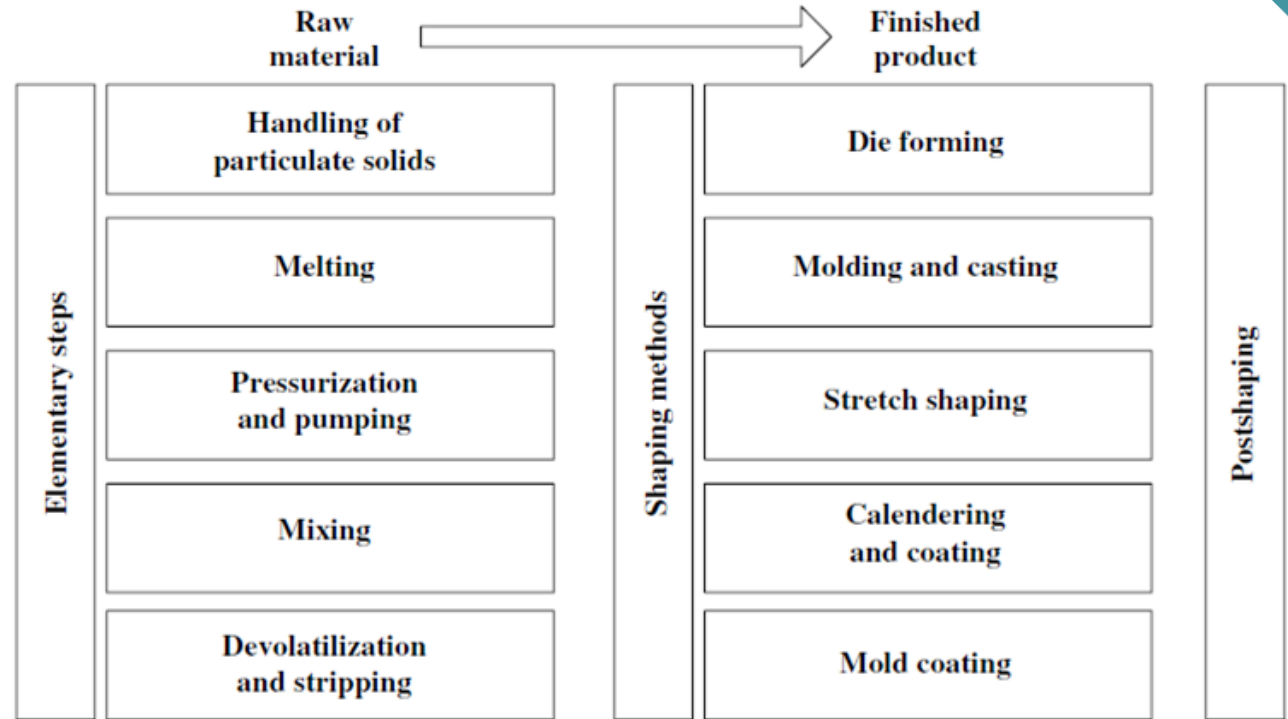 Raw
material
Finished
product
Elementary steps
Handling of
particulate solids
Melting
Pressurization
and pumping
Mixing
Devolatilization
and stripping
Shaping methods
Die forming
Molding and casting
Stretch shaping
Calendering
and coating
Mold coating
Postshaping